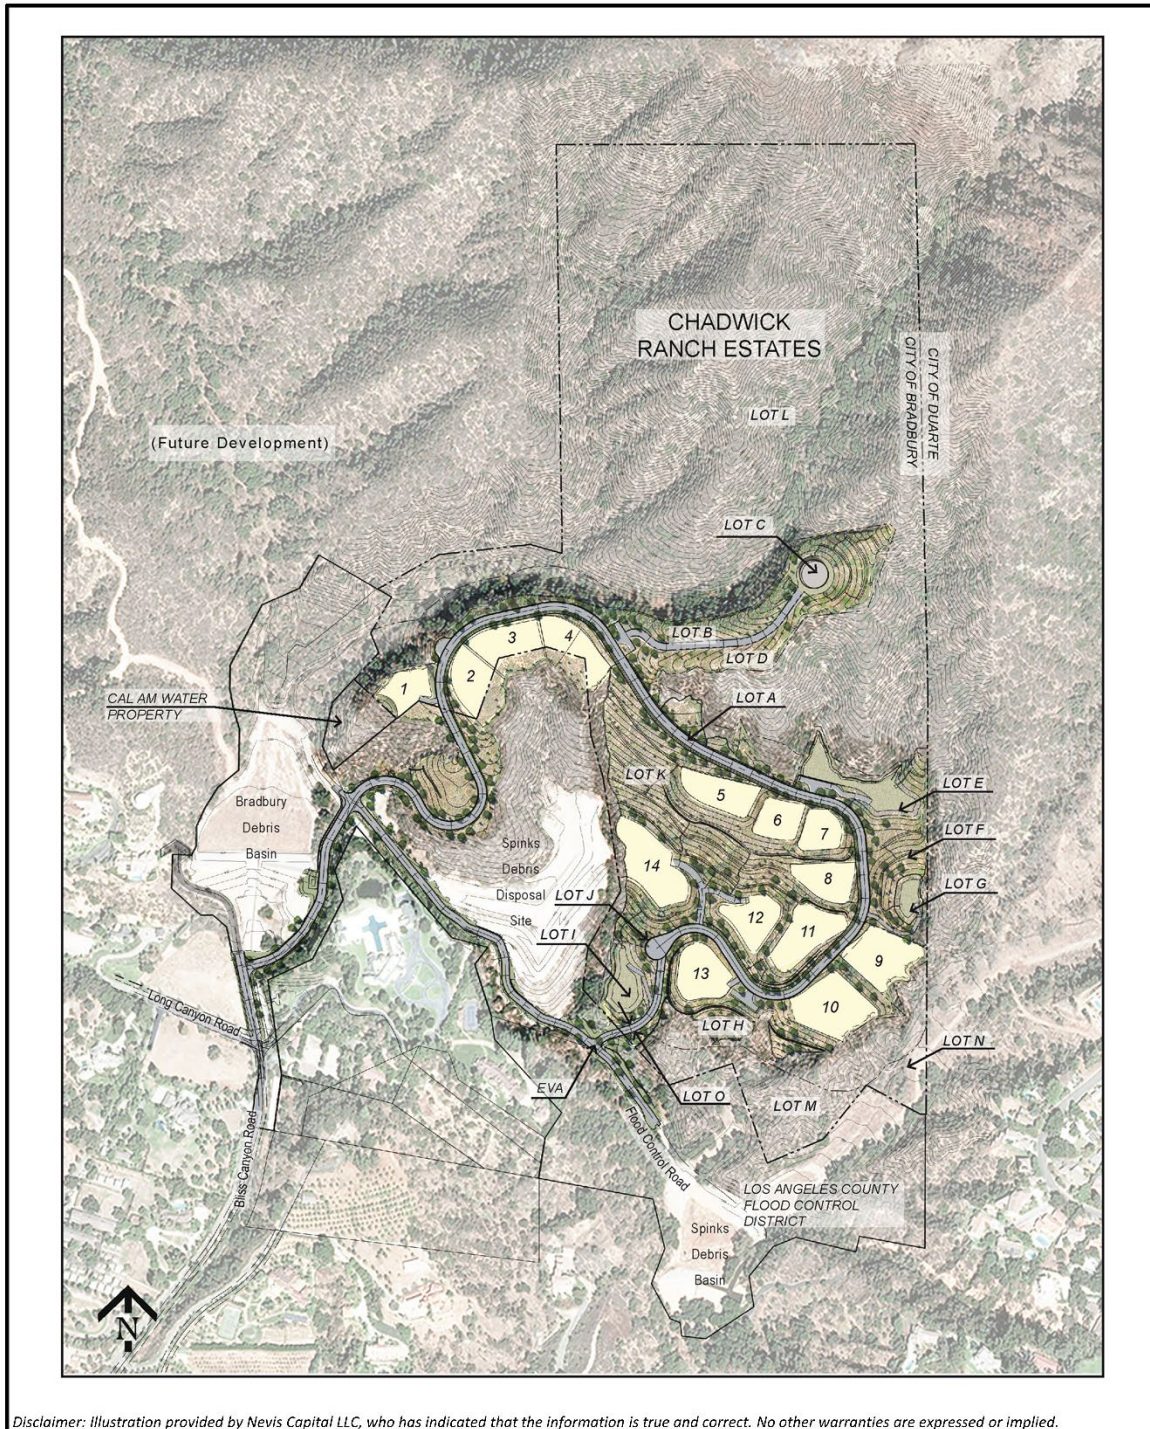 CHADWICK
RANCH ESTATES
CITY OF DUARTE
CITY OF BRADBURY
LOT L
(Future Development)
LOT C
LOT B
LOT D
3
4
2
1
LOT A
CAL AM WATER
PROPERTY
LOT K
LOT E
5
6
7
Bradbury
Debris
Basin
LOT F
Spinks
Debris
Disposal
Site
14
8
LOT G
LOT J
12
11
LOT I
9
13
10
Long Canyon Road
LOT H
LOT N
EVA
LOT O
LOT M
Bliss Canyon Road
Flood Control Road
LOS ANGELES COUNTY
FLOOD CONTROL
DISTRICT
Spinks
Debris
Basin
N
Disclaimer: Illustration provided by Nevis Capital LLC, who has indicated that the information is true and correct. No other warranties are expressed or implied.